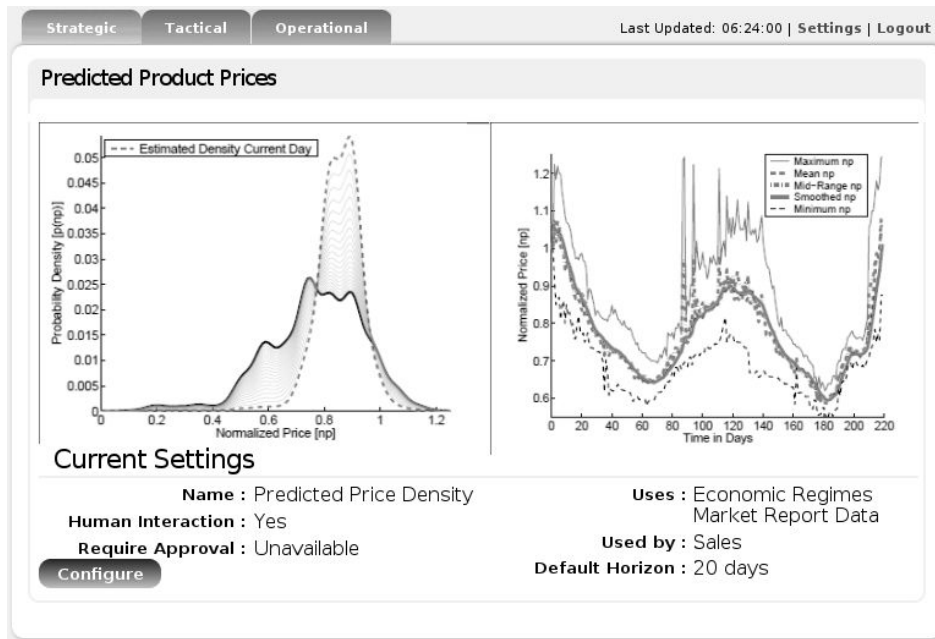 Strategic Tactical Operational Last Updated: 06:24:00 | Settings | Logout
Predicted Product Prices
Estimated Density Current Day
0.05
0.045
0.04
0.035
0.03
0.025
0.02
0.015
0.01
0.005
0
Probability Density [p(np)]
0 0.2 0.4 0.6 0.8 1 1.2
Normalized Price [np]
Maximum np
Mean np
Mid-Range np
Smoothed np
Minimum np
1.2
1.1
1
0.9
0.8
0.7
0.6
Normalized Price [np]
0 20 40 60 80 100 120 140 160 180 200 220
Time in Days
Current Settings
Name : Predicted Price Density
Human Interaction : Yes
Require Approval : Unavailable
Configure
Uses : Economic Regimes
Market Report Data
Used by : Sales
Default Horizon : 20 days